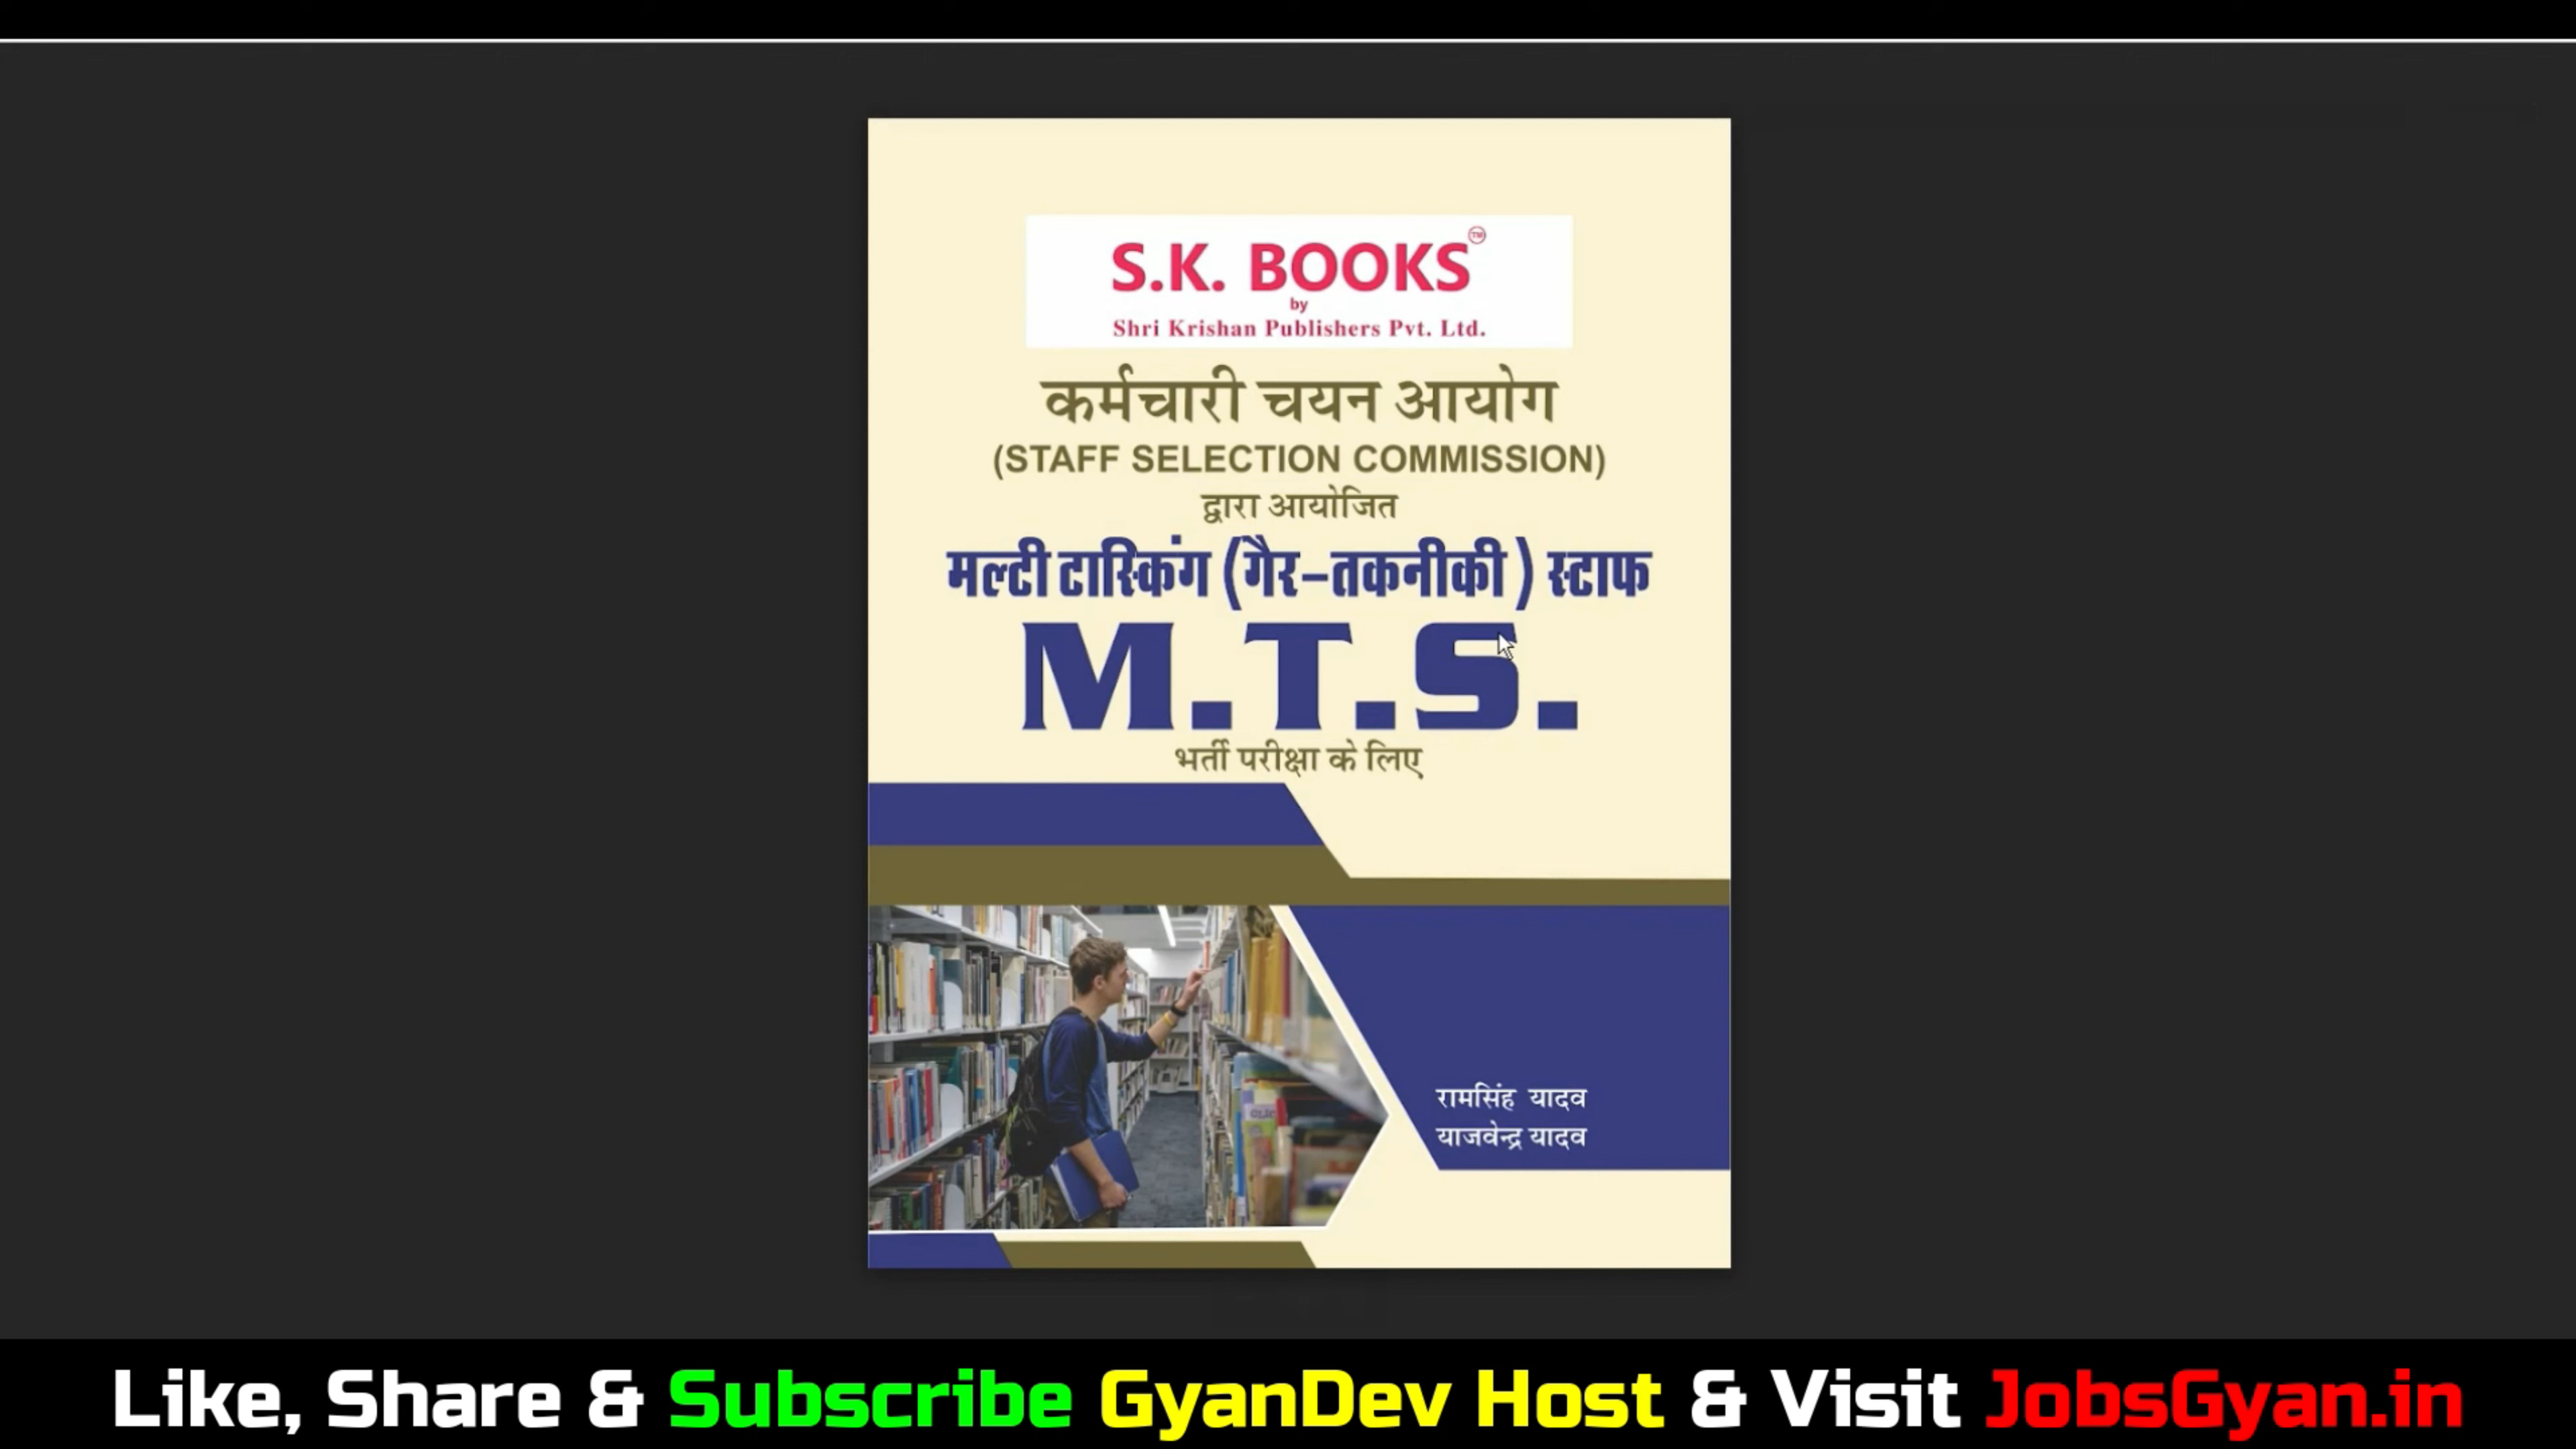 S.K. BOOKS TM
by
Shri Krishan Publishers Pvt. Ltd.
कर्मचारी चयन आयोग
(STAFF SELECTION COMMISSION)
द्वारा आयोजित
मल्टी टास्किंग (गैर-तकनीकी) स्टाफ
M.T.S.
भर्ती परीक्षा के लिए
रामसिंह यादव
याजवेन्द्र यादव
Like, Share & Subscribe GyanDev Host & Visit JobsGyan.in